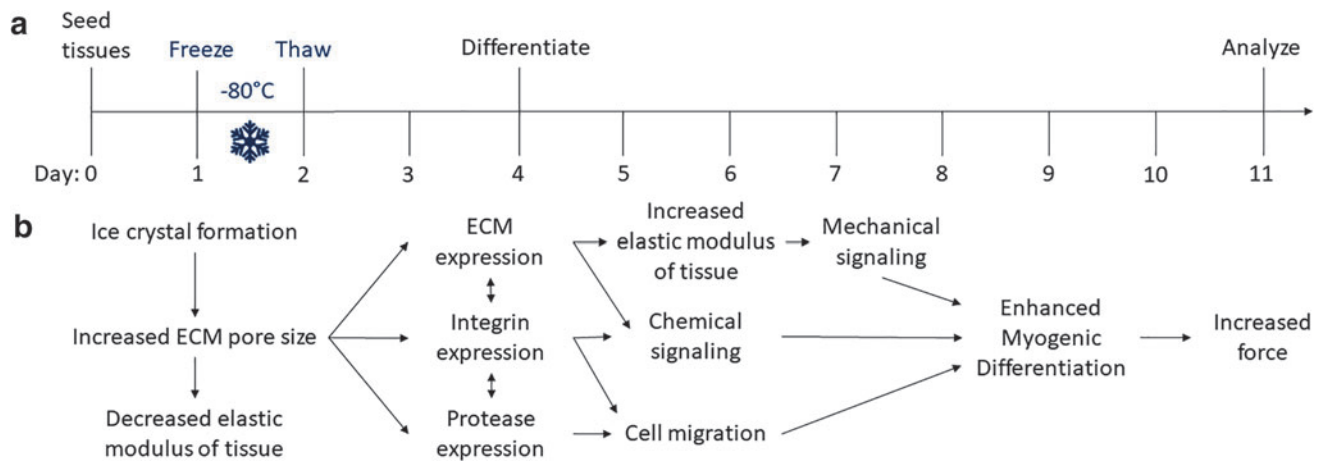 a
Seed
tissues
Freeze
Thaw
Differentiate
Analyze
-80°C
Day: 0 1 2 3 4 5 6 7 8 9 10 11
b
Ice crystal formation
Increased ECM pore size
Decreased elastic
modulus of tissue
ECM
expression
Integrin
expression
Protease
expression
Increased
elastic modulus
of tissue
Chemical
signaling
Cell migration
Mechanical
signaling
Enhanced
Myogenic
Differentiation
Increased
force